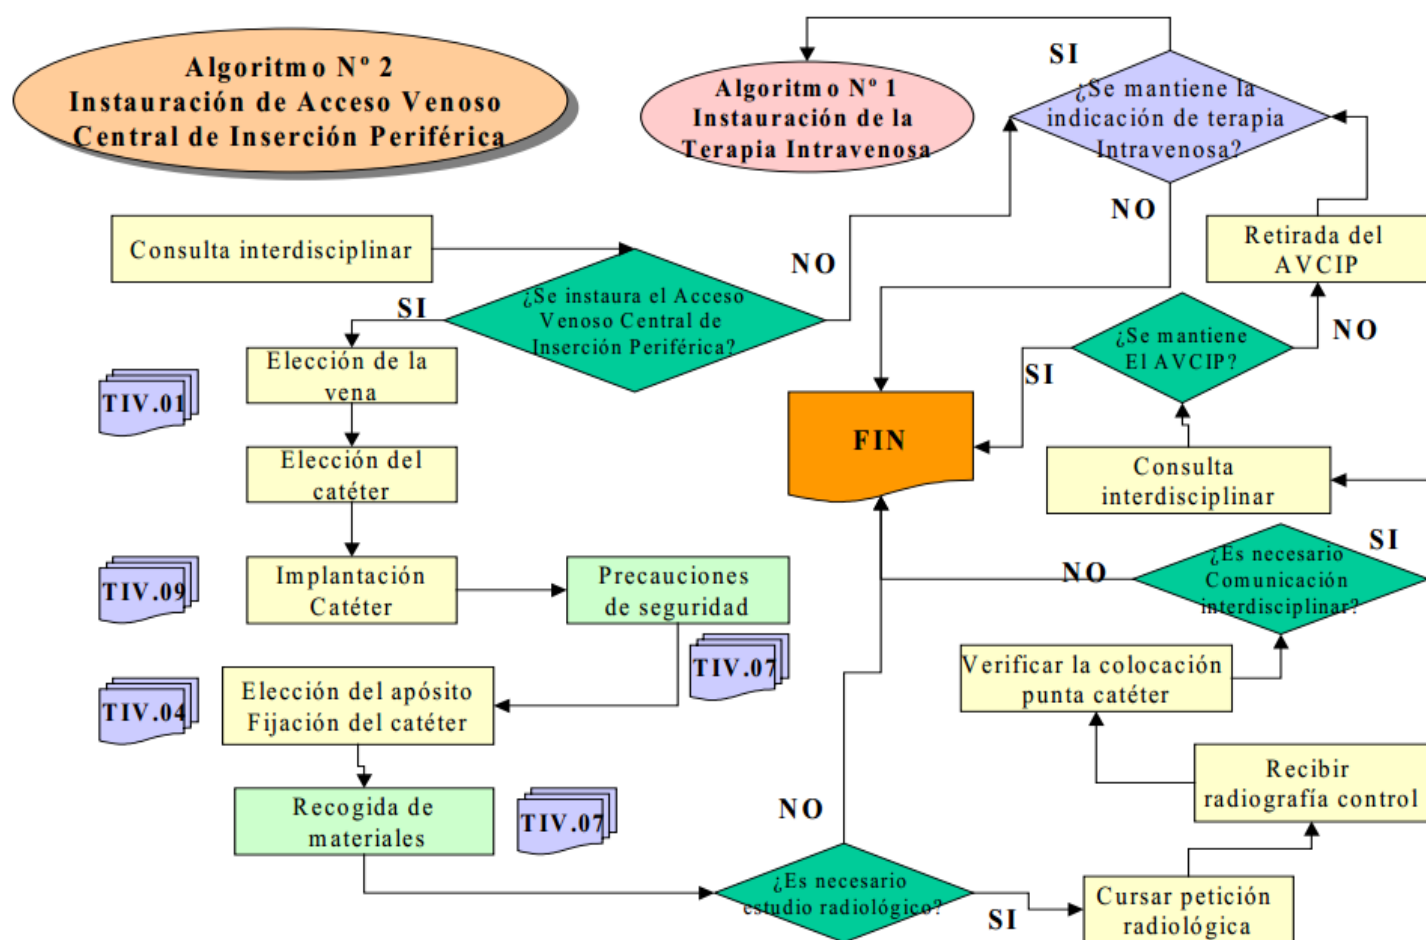 Algoritmo Nº 2
Instauración de Acceso Venoso
Central de Inserción Periférica
Algoritmo Nº 1
Instauración de la
Terapia Intravenosa
SI
¿Se mantiene la
indicación de terapia
Intravenosa?
NO
Consulta interdisciplinar
NO
Retirada del
AVCIP
SI
¿Se instaura el Acceso
Venoso Central de
Inserción Periférica?
¿Se mantiene
El AVCIP?
NO
SI
Elección de la
vena
TIV.01
FIN
Elección del
catéter
Consulta
interdisciplinar
SI
¿Es necesario
Comunicación
interdisciplinar?
NO
TIV.09
Implantación
Catéter
Precauciones
de seguridad
TIV.07
Verificar la colocación
punta catéter
TIV.04
Elección del apósito
Fijación del catéter
Recibir
radiografía control
Recogida de
materiales
TIV.07
NO
¿Es necesario
estudio radiológico?
SI
Cursar petición
radiológica